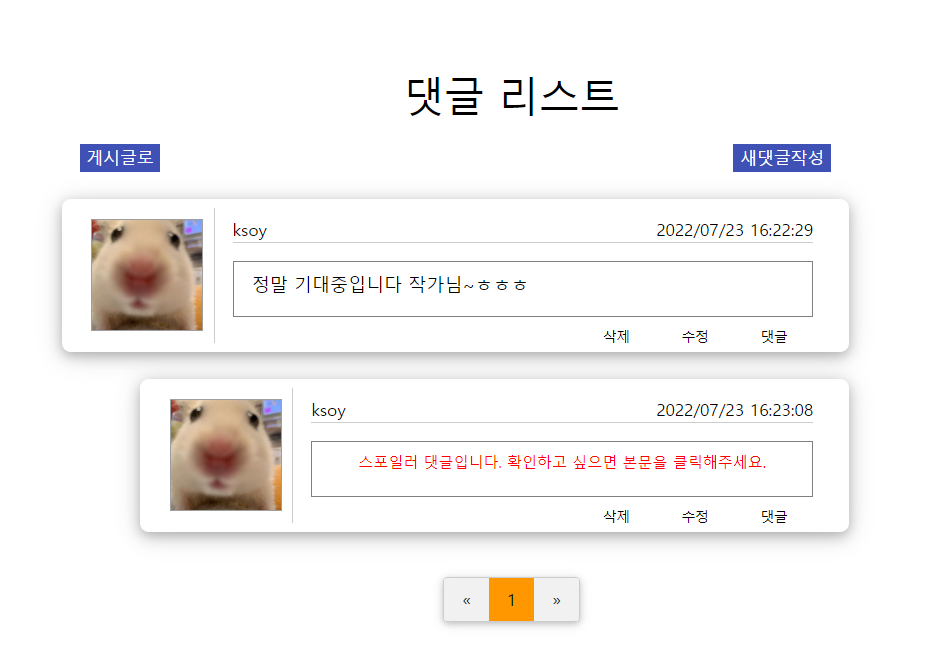 댓글 리스트
게시글로 새댓글작성
ksoy 2022/07/23 16:22:29
정말 기대중입니다 작가님~ㅎㅎㅎ
삭제 수정 댓글
ksoy 2022/07/23 16:23:08
스포일러 댓글입니다. 확인하고 싶으면 본문을 클릭해주세요.
삭제 수정 댓글
« 1 »